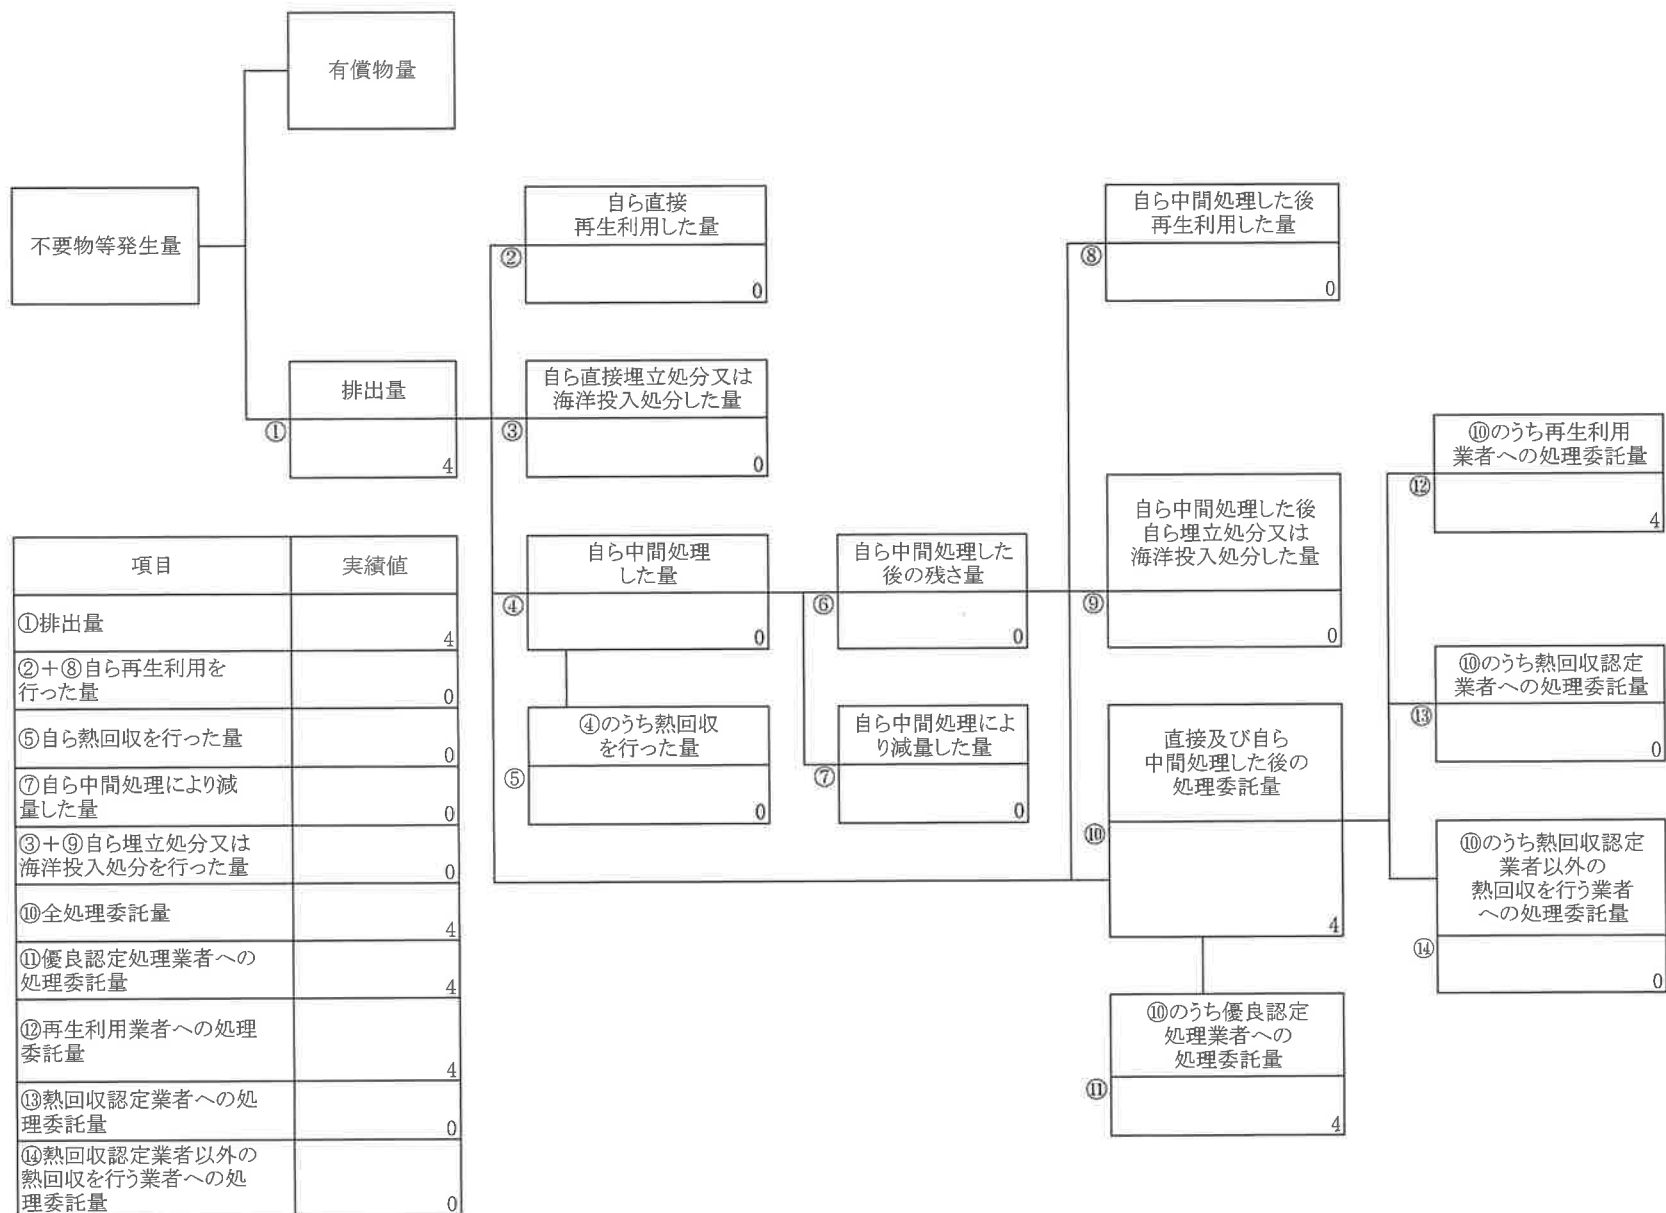 有償物量
不要物等発生量
排出量
①
4
自ら直接
再生利用した量
②
0
自ら直接埋立処分又は
海洋投入処分した量
③
0
自ら中間処理
した量
④
0
④のうち熱回収
を行った量
⑤
0
自ら中間処理した
後の残さ量
⑥
0
自ら中間処理によ
り減量した量
⑦
0
自ら中間処理した後
再生利用した量
⑧
0
自ら中間処理した後
自ら埋立処分又は
海洋投入処分した量
⑨
0
直接及び自ら
中間処理した後の
処理委託量
⑩
4
⑩のうち優良認定
処理業者への
処理委託量
⑪
4
⑩のうち再生利用
業者への処理委託量
⑫
4
⑩のうち熱回収認定
業者への処理委託量
⑬
0
⑩のうち熱回収認定
業者以外の
熱回収を行う業者
への処理委託量
⑭
0
項目 実績値
①排出量
4
②+⑧自ら再生利用を
行った量
0
⑤自ら熱回収を行った量
0
⑦自ら中間処理により減
量した量
0
③+⑨自ら埋立処分又は
海洋投入処分を行った量
0
⑩全処理委託量
4
⑪優良認定処理業者への
処理委託量
4
⑫再生利用業者への処理
委託量
4
⑬熱回収認定業者への処
理委託量
0
⑭熱回収認定業者以外の
熱回収を行う業者への処
理委託量
0